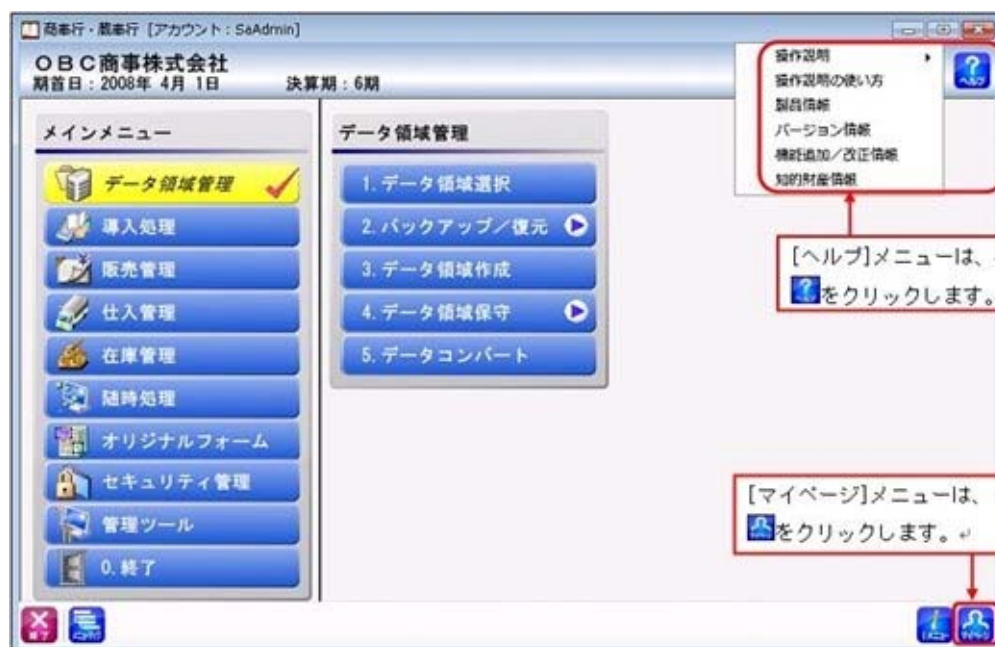 商奉行・蔵奉行 [アカウント：SaAdmin]
ＯＢＣ商事株式会社
期首日：2008年 4月 1日 決算期：6期
操作説明
操作説明の使い方
製品情報
バージョン情報
機能追加／改正情報
知的財産情報
ヘルプ
メインメニュー
データ領域管理
導入処理
販売管理
仕入管理
在庫管理
随時処理
オリジナルフォーム
セキュリティ管理
管理ツール
0.終了
データ領域管理
1.データ領域選択
2.バックアップ／復元
3.データ領域作成
4.データ領域保守
5.データコンバート
[ヘルプ]メニューは、
をクリックします。
[マイページ]メニューは、
をクリックします。
終了